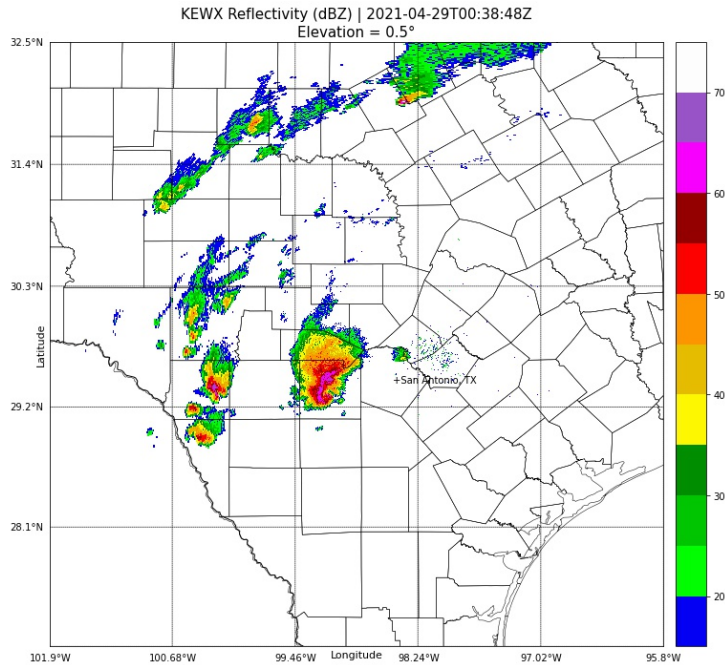 KEWX Reflectivity (dBZ) | 2021-04-29T00:38:48Z
Elevation = 0.5°
32.5°N
31.4°N
30.3°N
29.2°N
28.1°N
Latitude
+San Antonio, TX
101.9°W
100.68°W
99.46°W
98.24°W
97.02°W
95.8°W
Longitude
70
60
50
40
30
20